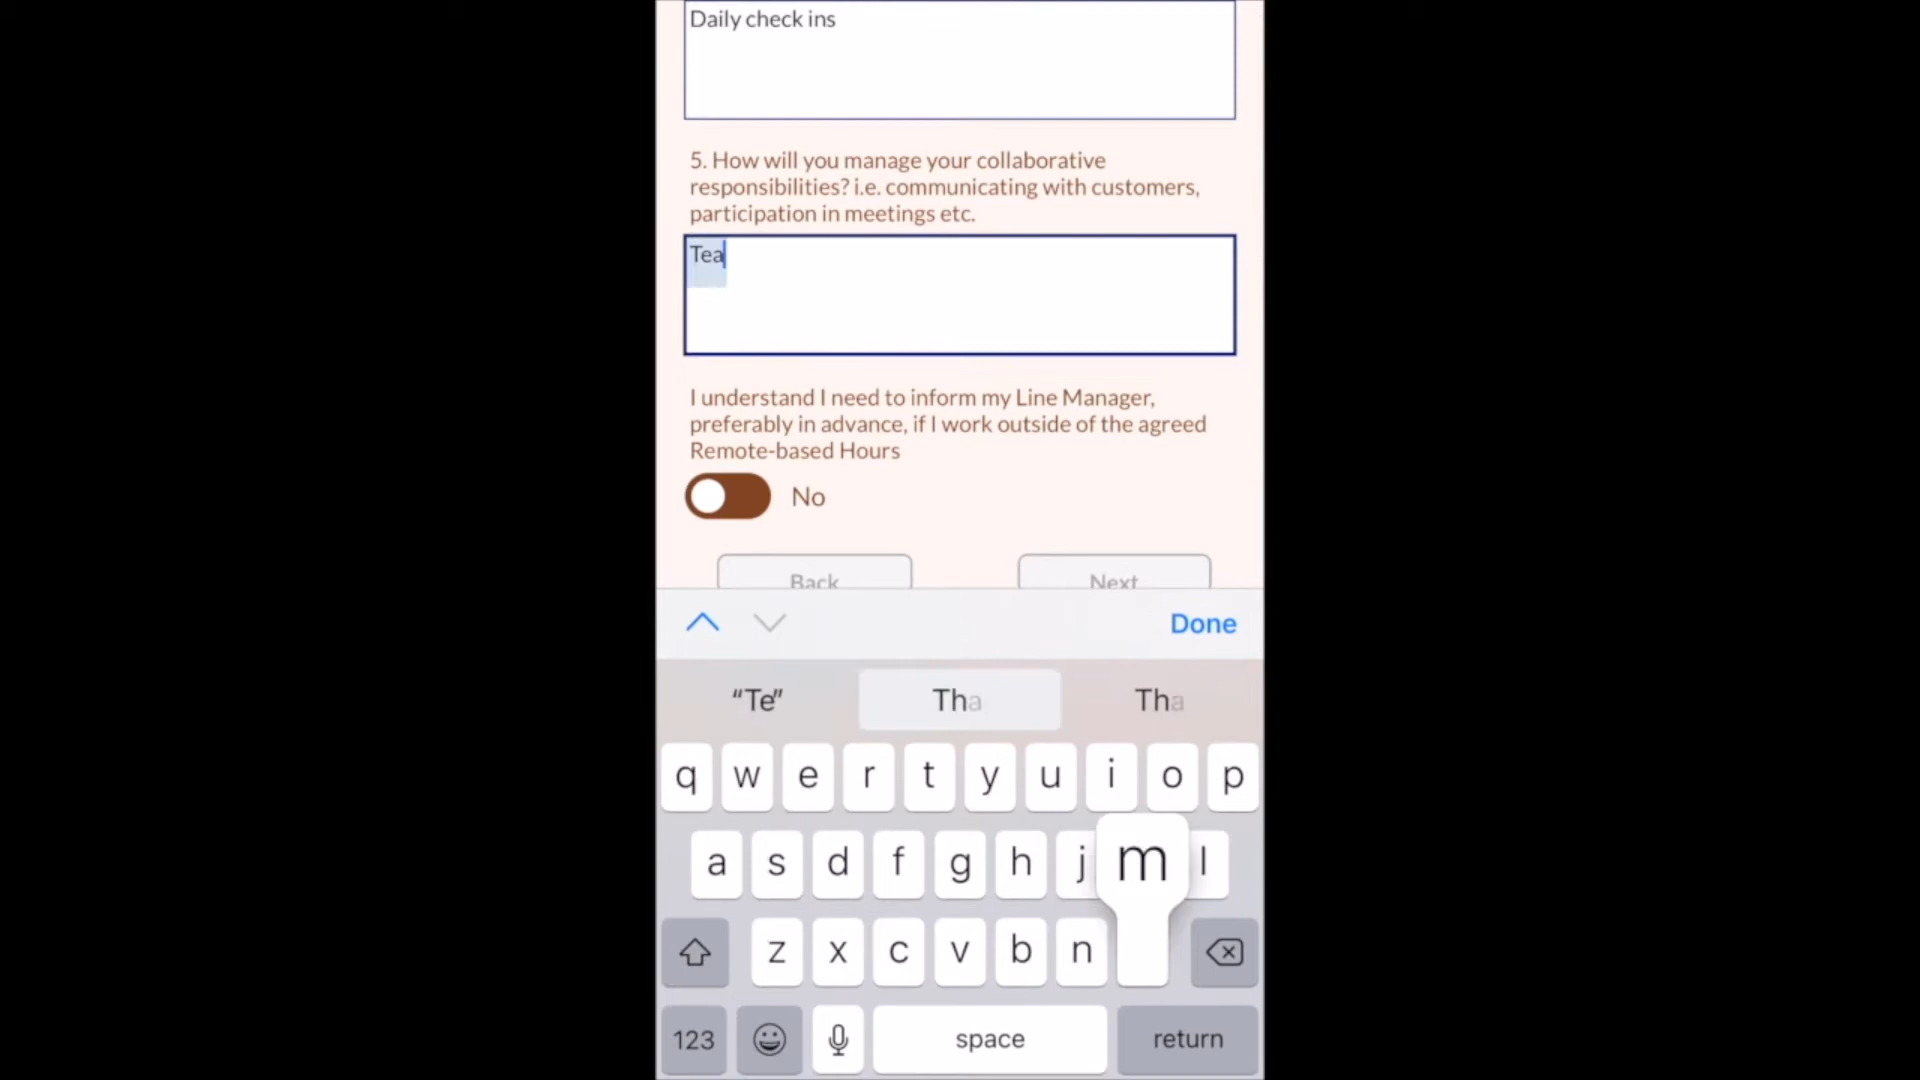 Daily check ins
5. How will you manage your collaborative
responsibilities? i.e. communicating with customers,
participation in meetings etc.
Tea
I understand I need to inform my Line Manager,
preferably in advance, if I work outside of the agreed
Remote-based Hours
No
Back Next
Done
“Te” Tha Tha
q w e r t y u i o p
a s d f g h j m l
z x c v b n
123 space return